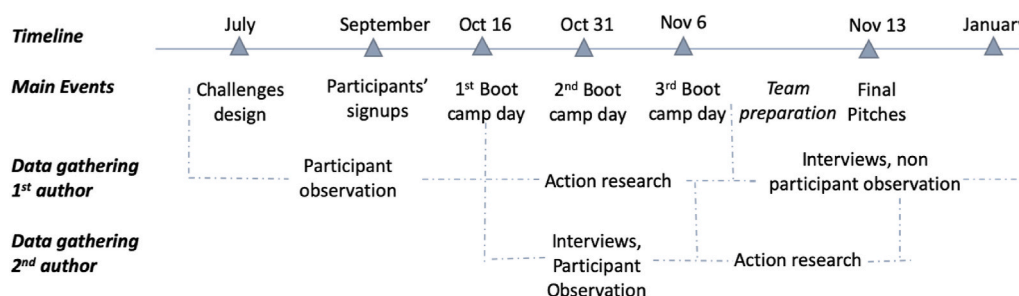 Timeline July September Oct 16 Oct 31 Nov 6 Nov 13 January
Main Events Challenges design Participants' signups 1st Boot camp day 2nd Boot camp day 3rd Boot camp day Team preparation Final Pitches
Data gathering 1st author Participant observation Action research Interviews, non participant observation
Data gathering 2nd author Interviews, Participant Observation Action research